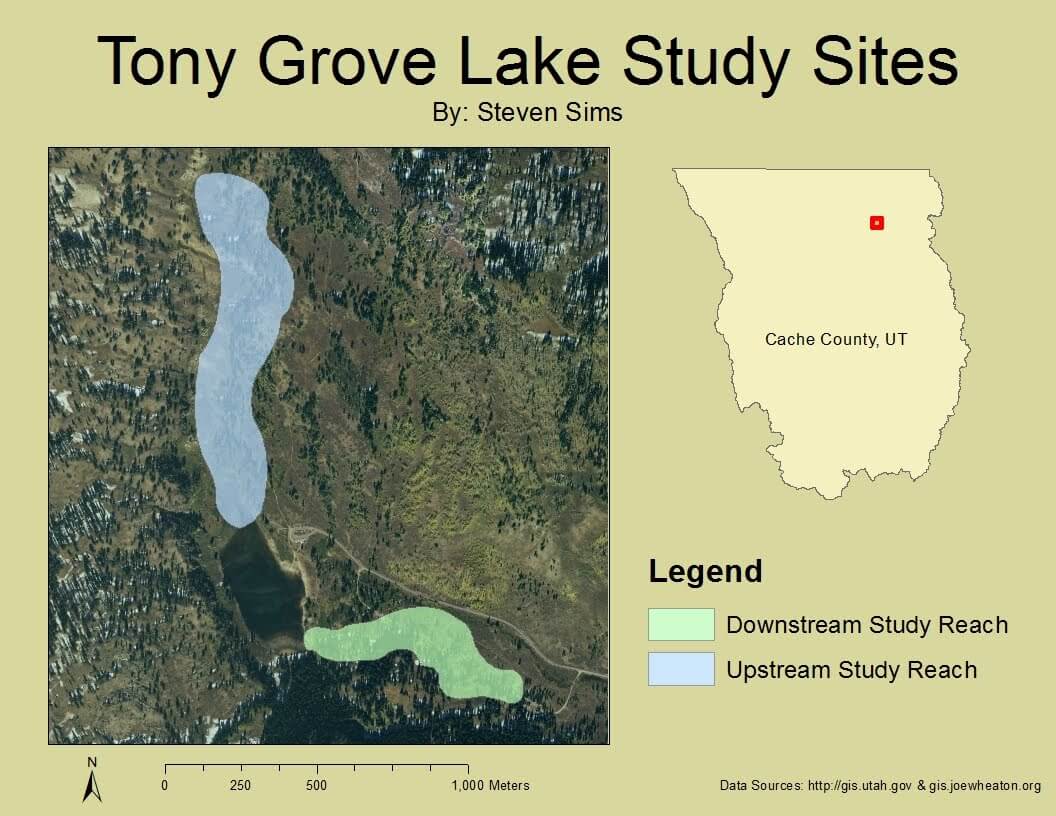 Tony Grove Lake Study Sites
By: Steven Sims
Cache County, UT
Legend
Downstream Study Reach
Upstream Study Reach
N
0 250 500 1,000 Meters
Data Sources: http://gis.utah.gov & gis.joewheaton.org